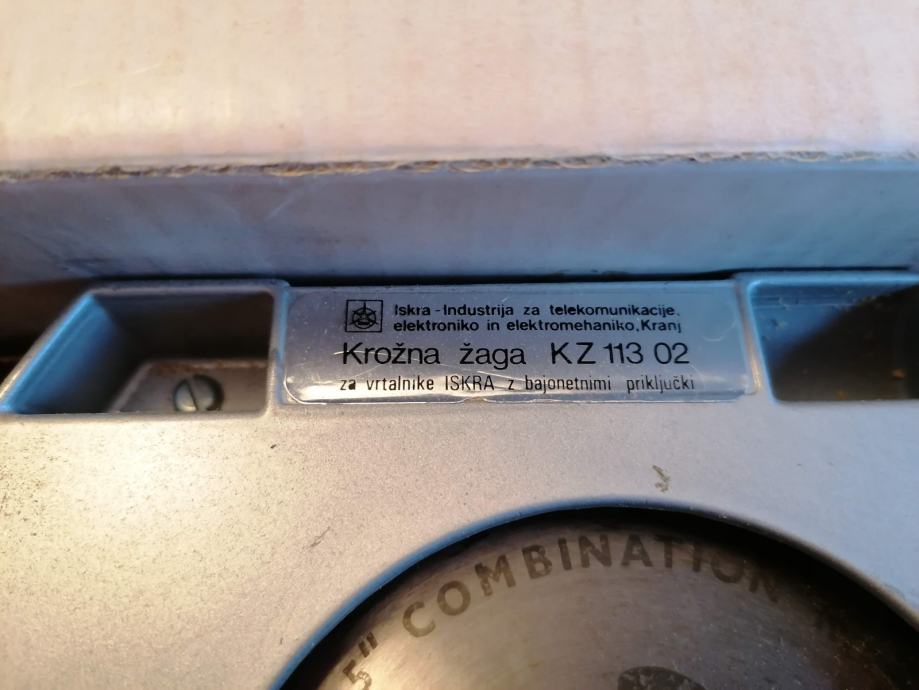 Iskra - Industrija za telekomunikacije,
elektroniko in elektromehaniko, Kranj
Krožna žaga KZ 113 02
za vrtalnike ISKRA z bajonetnimi priključki
5" COMBINATION